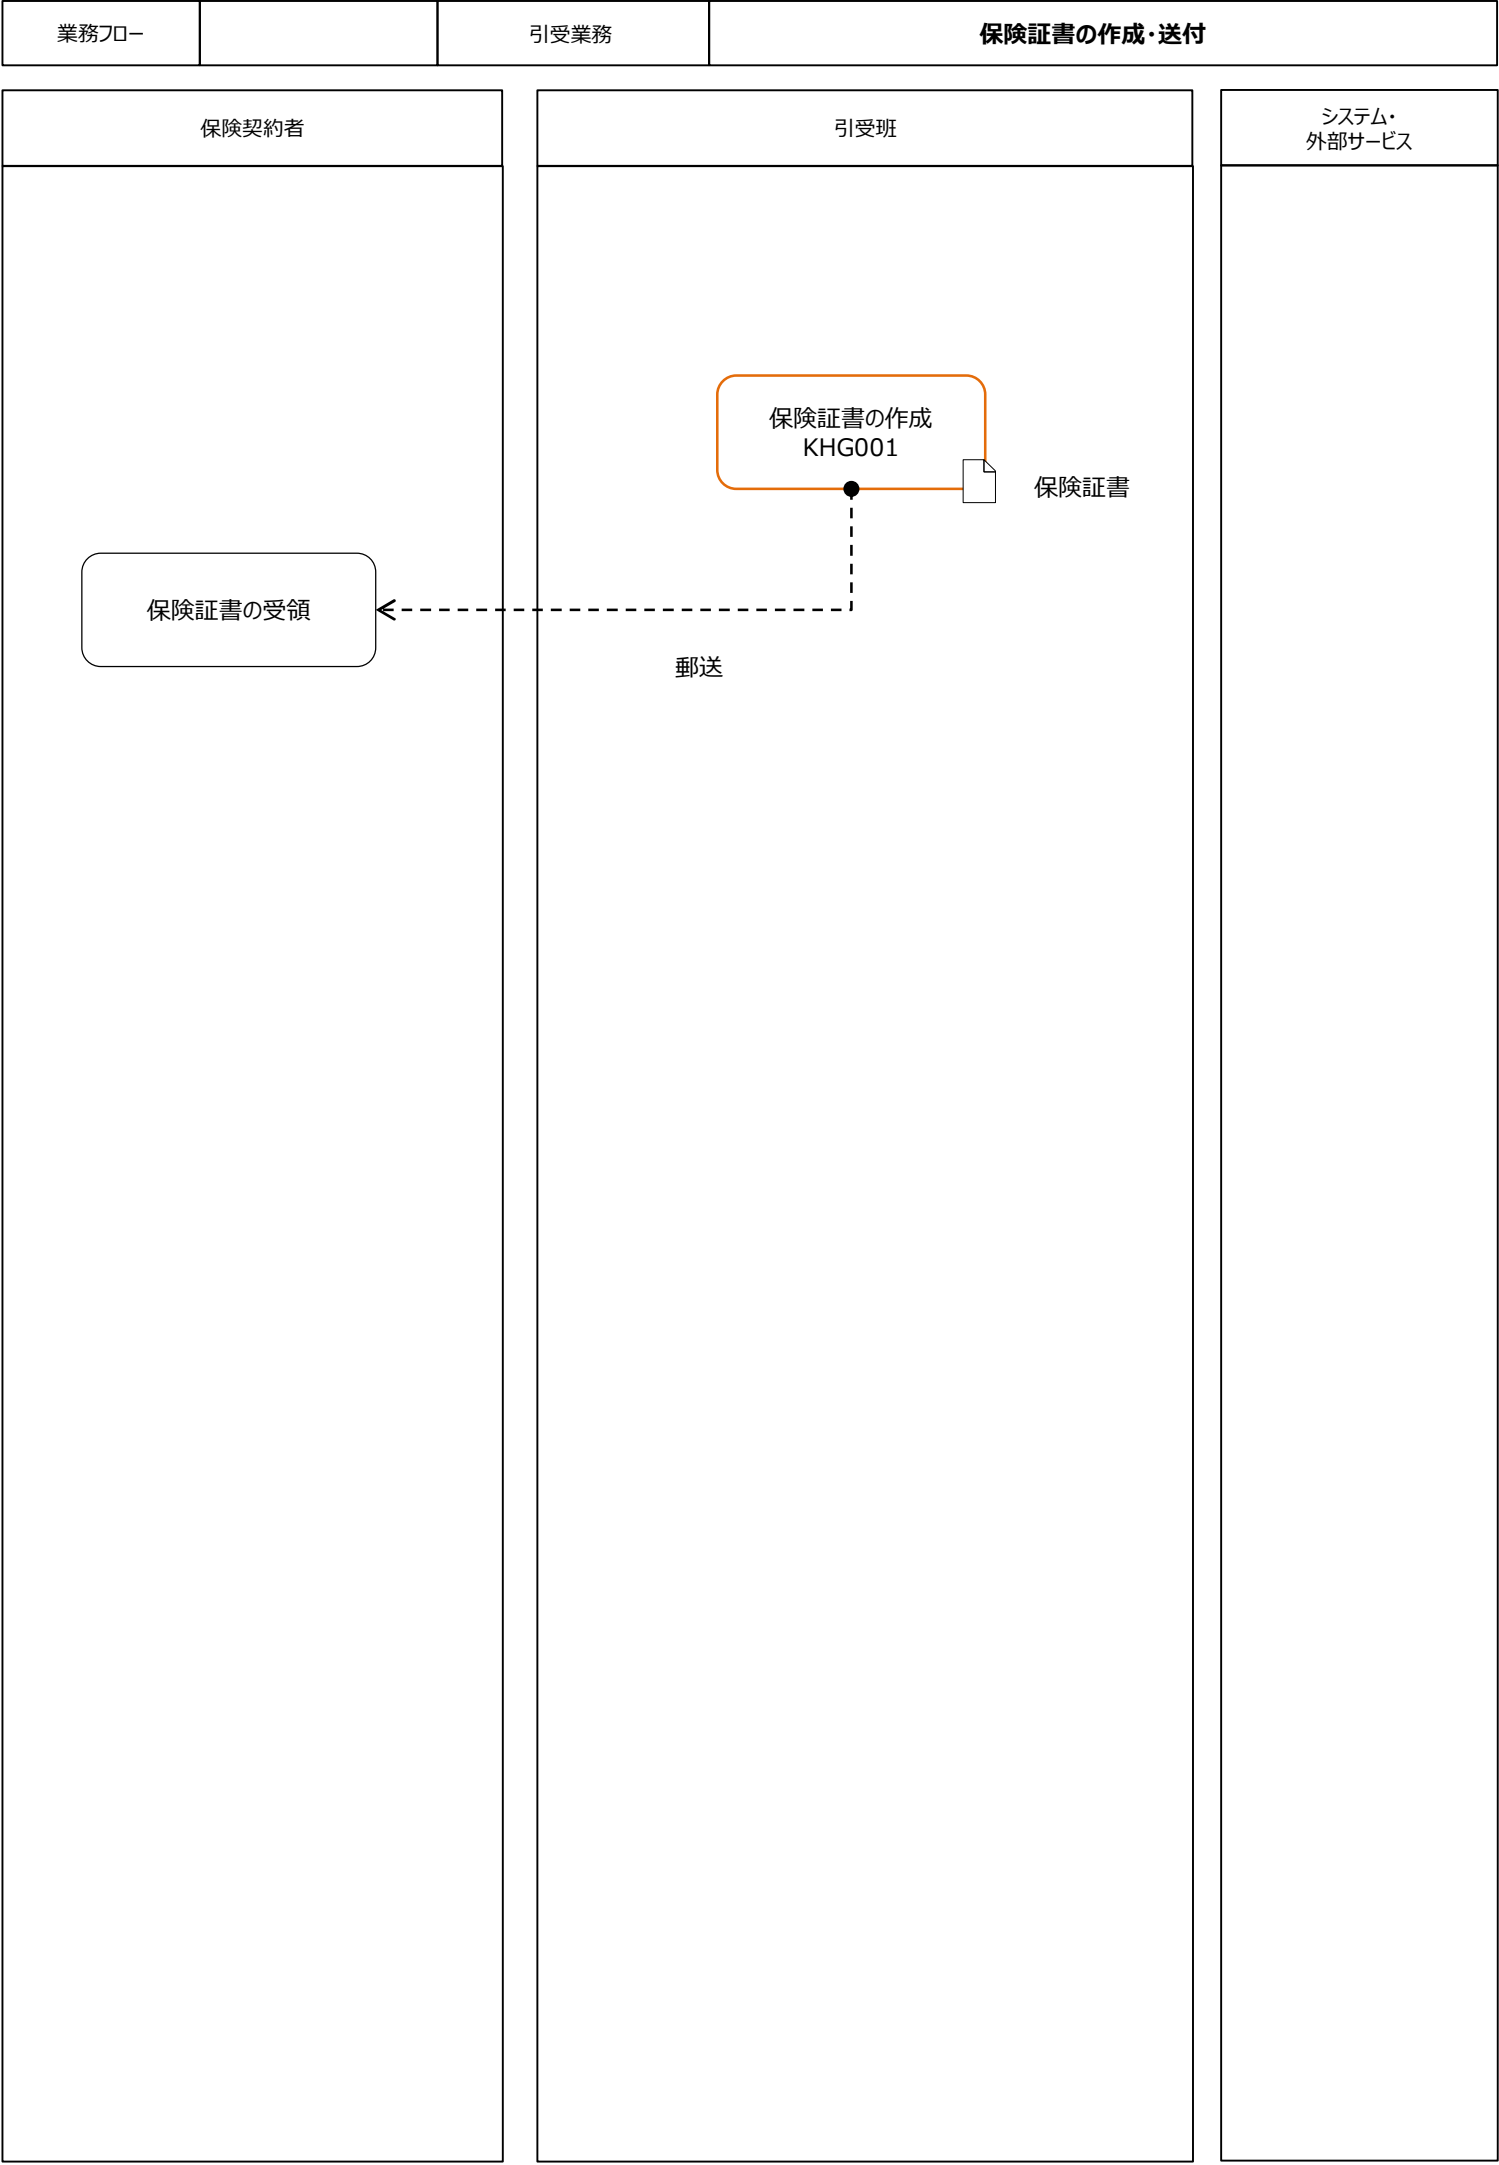 業務フロー
引受業務
保険証書の作成・送付
保険契約者
引受班
システム・
外部サービス
保険証書の作成
KHG001
保険証書
保険証書の受領
郵送